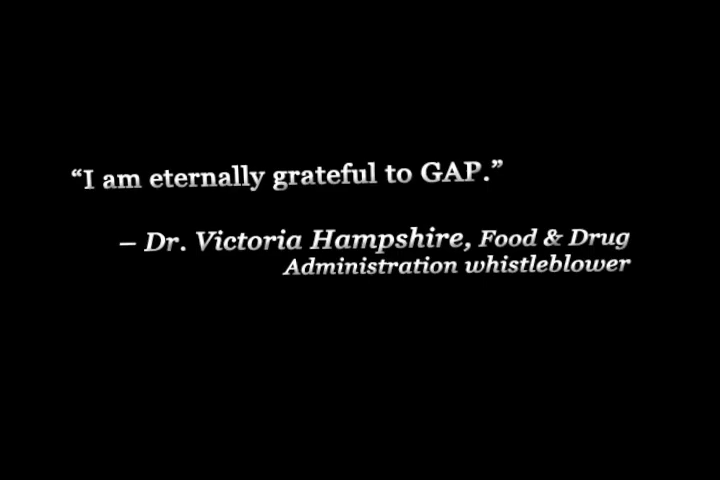 “I am eternally grateful to GAP.”
– Dr. Victoria Hampshire, Food & Drug
Administration whistleblower